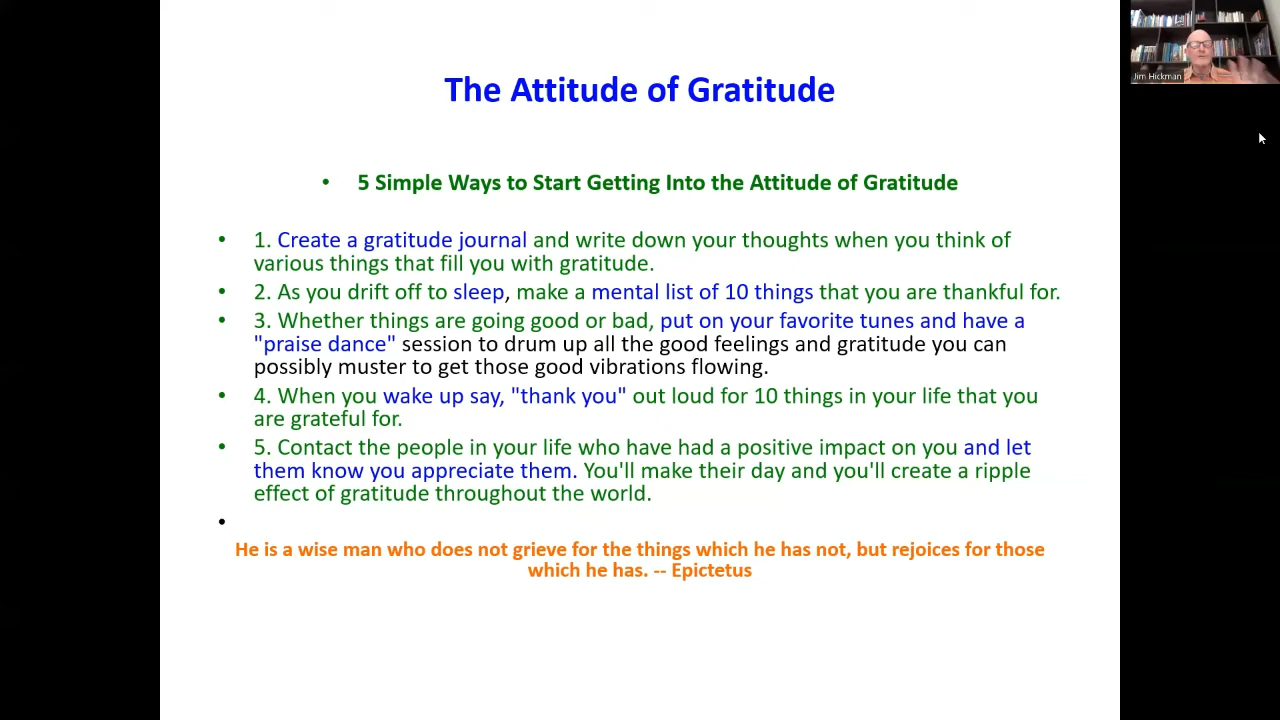 The Attitude of Gratitude
Jim Hickman
• 5 Simple Ways to Start Getting Into the Attitude of Gratitude
• 1. Create a gratitude journal and write down your thoughts when you think of
various things that fill you with gratitude.
• 2. As you drift off to sleep, make a mental list of 10 things that you are thankful for.
• 3. Whether things are going good or bad, put on your favorite tunes and have a
"praise dance" session to drum up all the good feelings and gratitude you can
possibly muster to get those good vibrations flowing.
• 4. When you wake up say, "thank you" out loud for 10 things in your life that you
are grateful for.
• 5. Contact the people in your life who have had a positive impact on you and let
them know you appreciate them. You'll make their day and you'll create a ripple
effect of gratitude throughout the world.
•
He is a wise man who does not grieve for the things which he has not, but rejoices for those
which he has. -- Epictetus